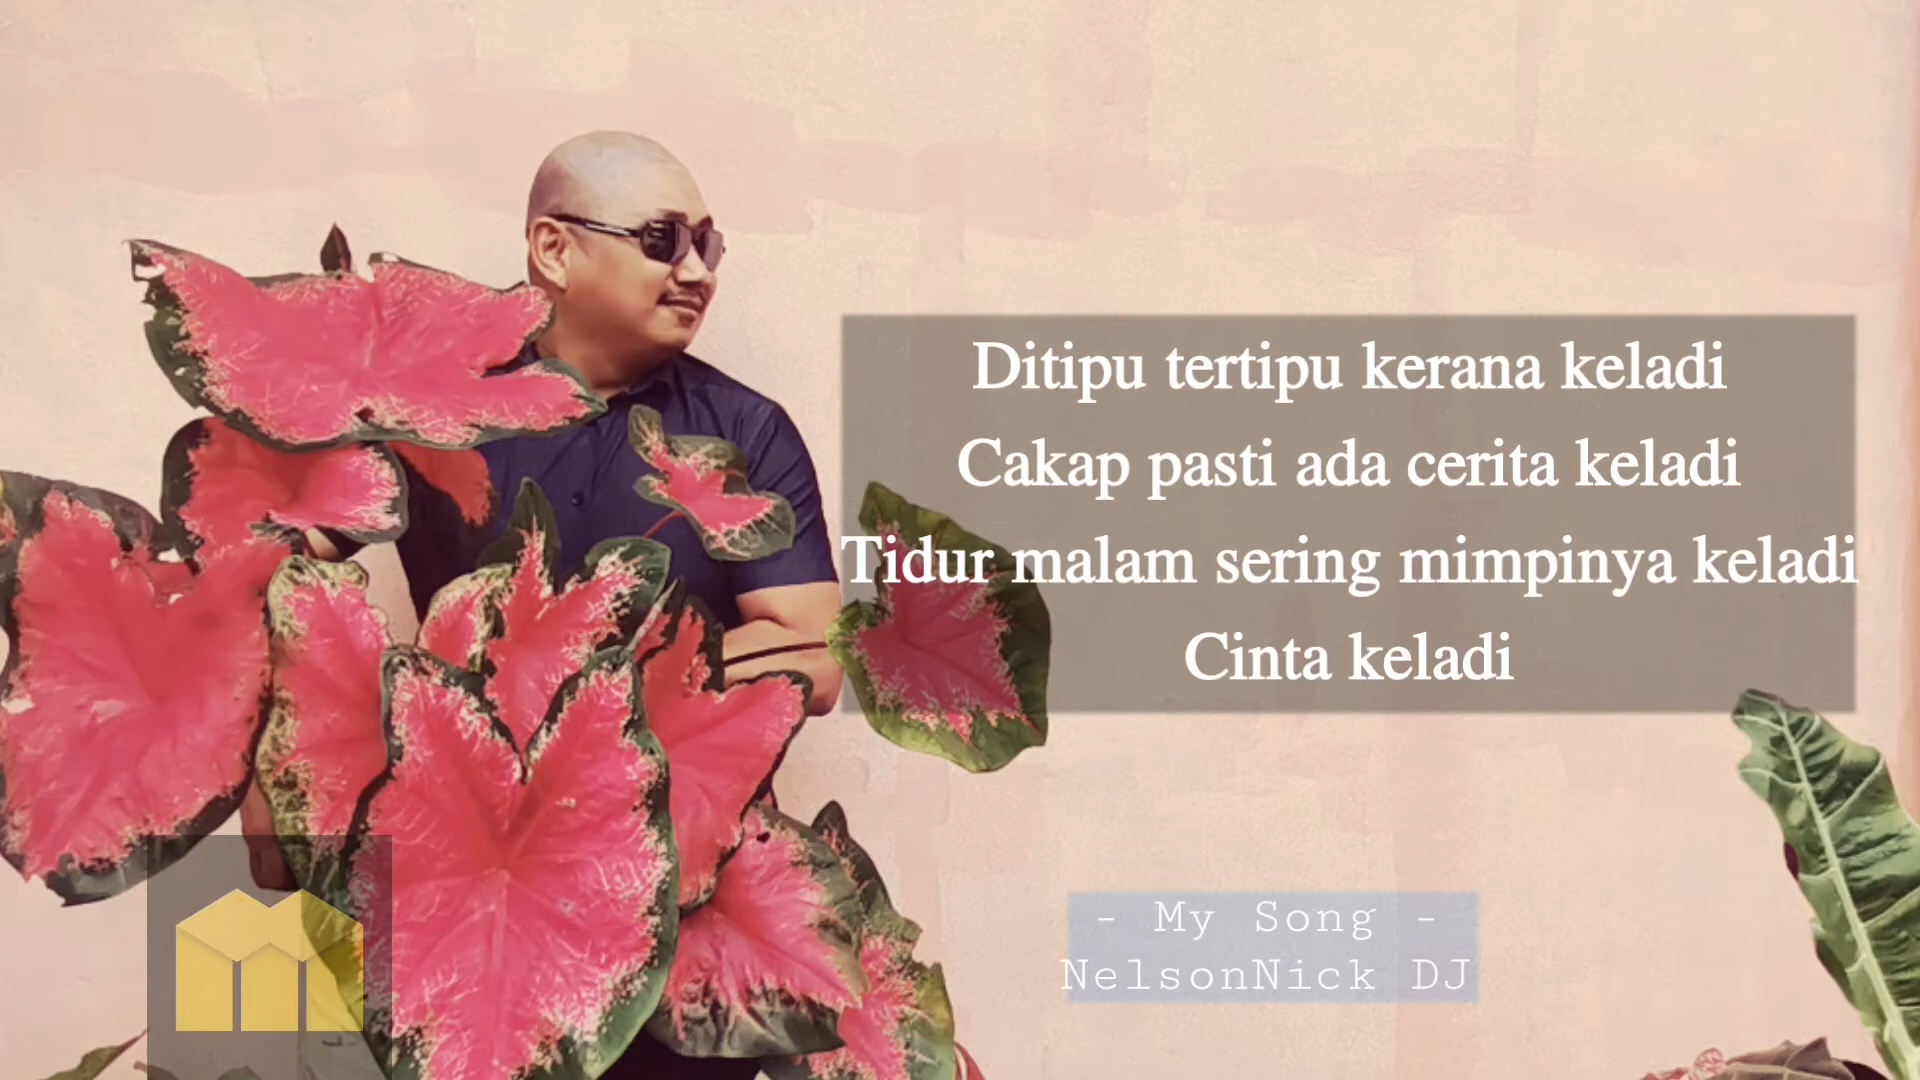 Ditipu tertipu kerana keladi
Cakap pasti ada cerita keladi
Tidur malam sering mimpinya keladi
Cinta keladi
- My Song -
NelsonNick DJ